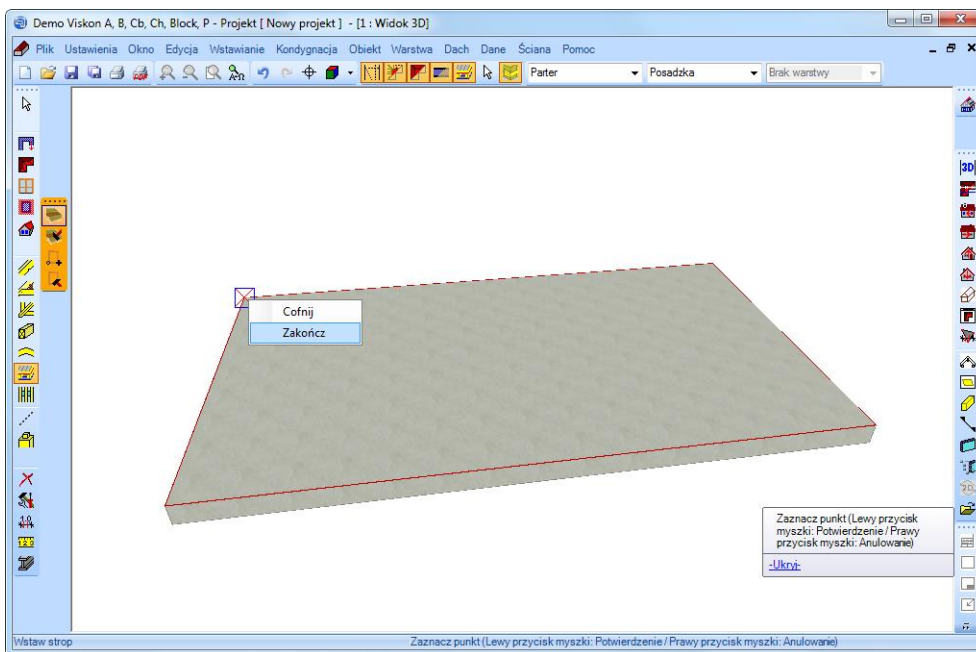 Demo Viskon A, B, Cb, Ch, Block, P - Projekt [ Nowy projekt ] - [1 : Widok 3D]
Plik Ustawienia Okno Edycja Wstawianie Kondygnacja Obiekt Warstwa Dach Dane Ściana Pomoc
Parter Posadzka Brak warstwy
3D
Cofnij
Zakończ
Zaznacz punkt (Lewy przycisk
myszki: Potwierdzenie / Prawy
przycisk myszki: Anulowanie)
-Ukryj-
Wstaw strop Zaznacz punkt (Lewy przycisk myszki: Potwierdzenie / Prawy przycisk myszki: Anulowanie)